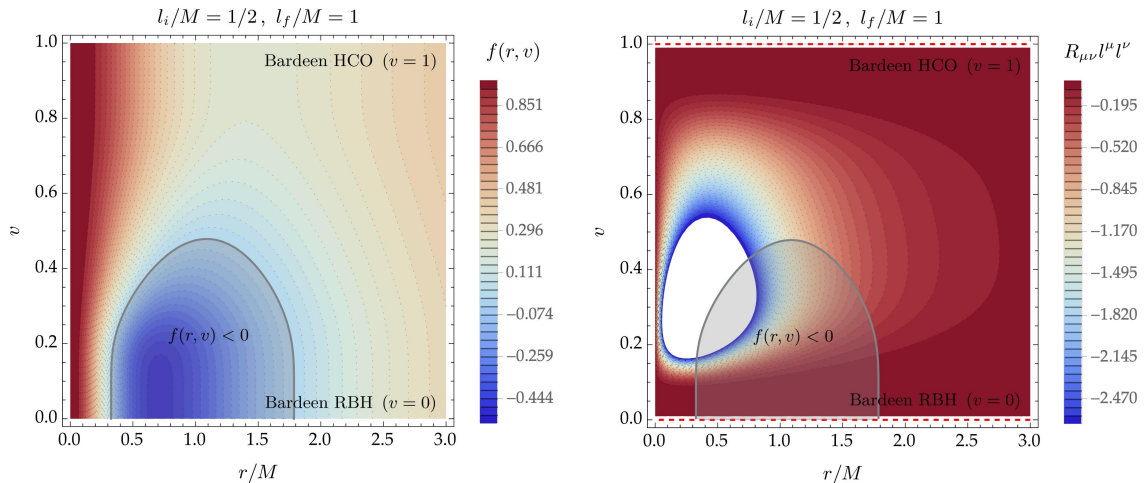 l_i/M = 1/2 , l_f/M = 1
1.0
0.8
0.6
0.4
0.2
0.0
v
Bardeen HCO (v = 1)
f(r, v) < 0
Bardeen RBH (v = 0)
0.0 0.5 1.0 1.5 2.0 2.5 3.0
r/M
f(r, v)
0.851
0.666
0.481
0.296
0.111
−0.074
−0.259
−0.444
l_i/M = 1/2 , l_f/M = 1
1.0
0.8
0.6
0.4
0.2
0.0
v
Bardeen HCO (v = 1)
f(r, v) < 0
Bardeen RBH (v = 0)
0.0 0.5 1.0 1.5 2.0 2.5 3.0
r/M
R_{μν}l^μl^ν
−0.195
−0.520
−0.845
−1.170
−1.495
−1.820
−2.145
−2.470